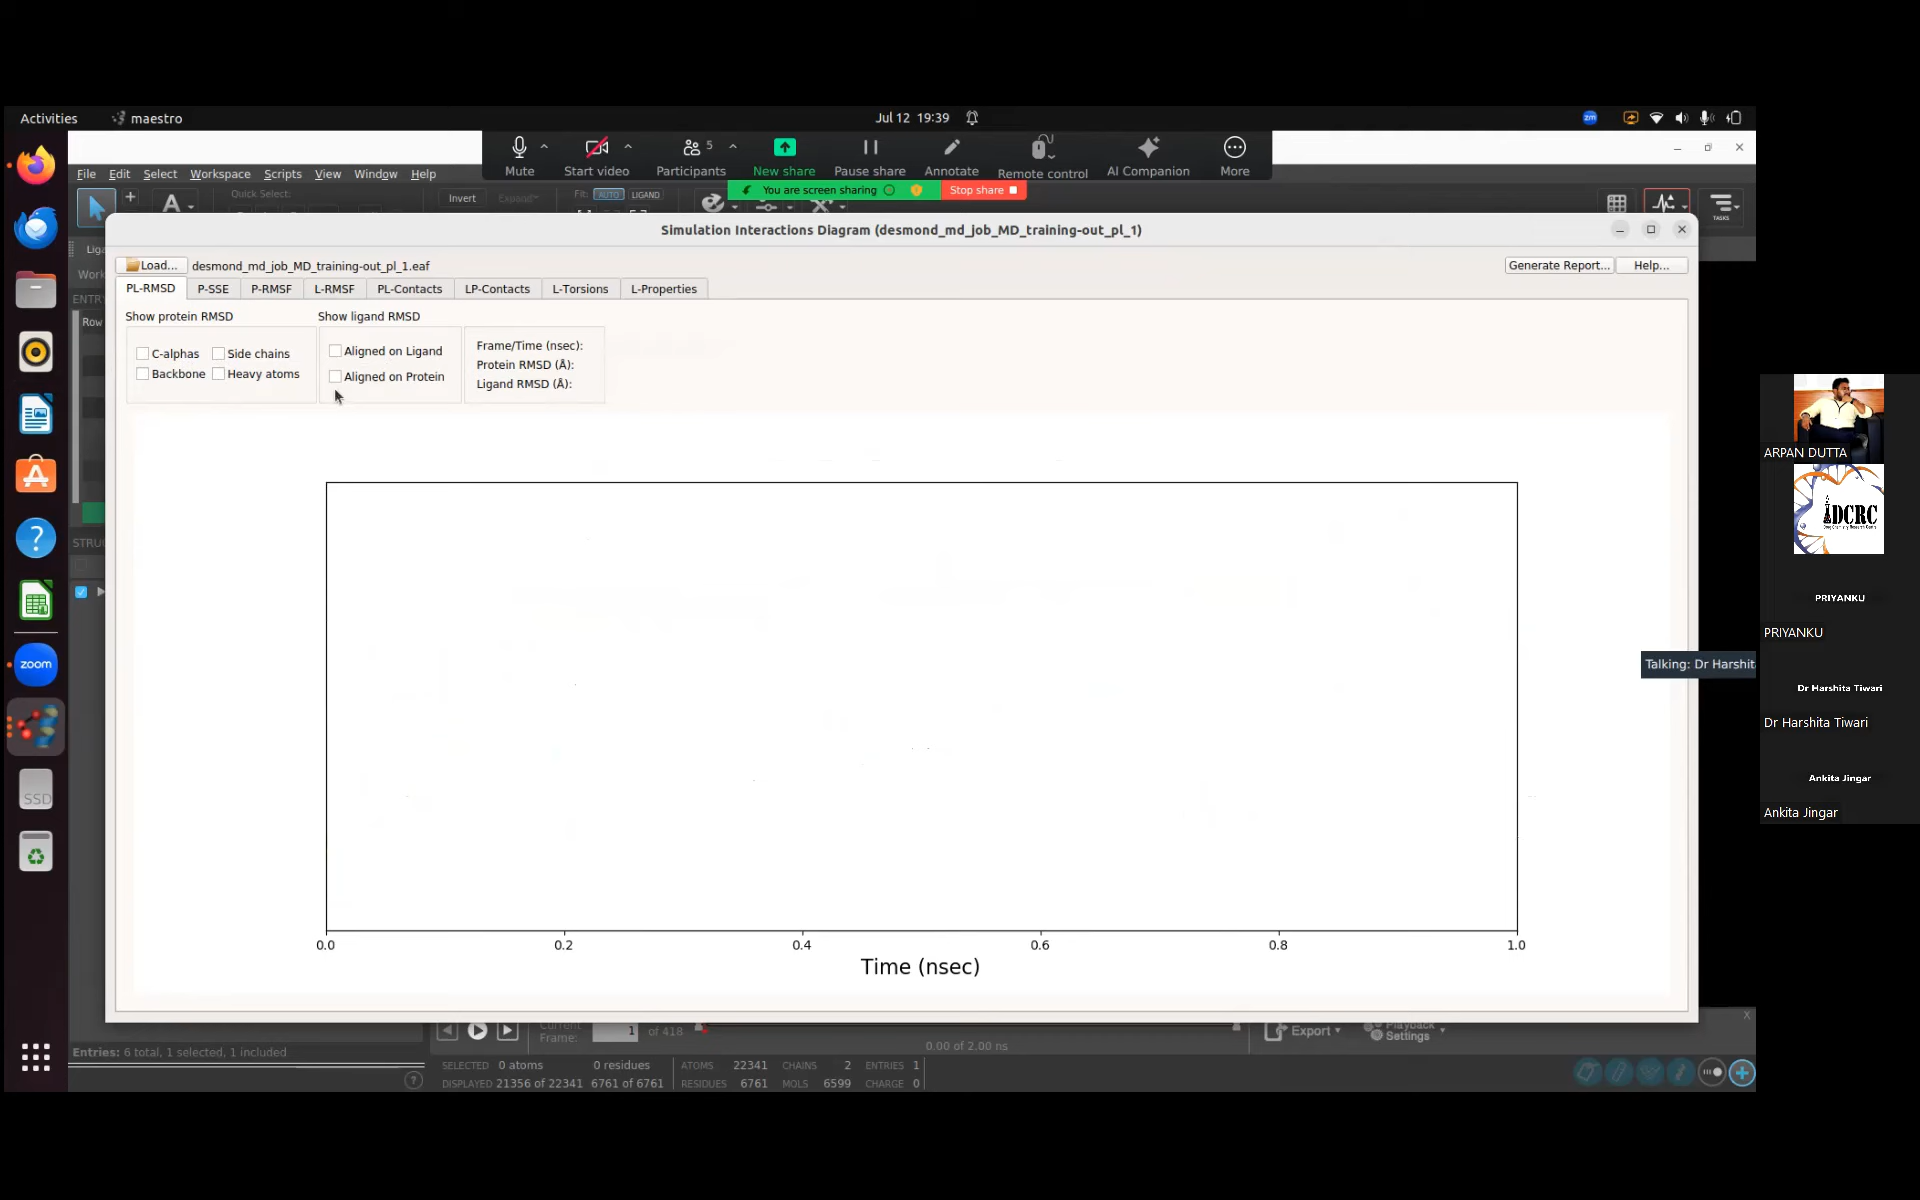 Activities maestro Jul 12 19:39 zm
Mute Start video Participants 5 New share Pause share Annotate Remote control AI Companion More
You are screen sharing Stop share
File Edit Select Workspace Scripts View Window Help
Quick Select: Invert Fit: AUTO LIGAND
TASKS
Simulation Interactions Diagram (desmond_md_job_MD_training-out_pl_1)
Load... desmond_md_job_MD_training-out_pl_1.eaf Generate Report... Help...
PL-RMSD P-SSE P-RMSF L-RMSF PL-Contacts LP-Contacts L-Torsions L-Properties
Show protein RMSD Show ligand RMSD
C-alphas Side chains Aligned on Ligand
Backbone Heavy atoms Aligned on Protein
Frame/Time (nsec):
Protein RMSD (Å):
Ligand RMSD (Å):
Row
0.0 0.2 0.4 0.6 0.8 1.0
Time (nsec)
Talking: Dr Harshit
Current Frame: 1 of 418 Export Playback Settings
0.00 of 2.00 ns
Entries: 6 total, 1 selected, 1 included
SELECTED 0 atoms 0 residues ATOMS 22341 CHAINS 2 ENTRIES 1
DISPLAYED 21356 of 22341 6761 of 6761 RESIDUES 6761 MOLS 6599 CHARGE 0
zoom
SSD
ARPAN DUTTA
DCRC
PRIYANKU
PRIYANKU
Dr Harshita Tiwari
Dr Harshita Tiwari
Ankita Jingar
Ankita Jingar